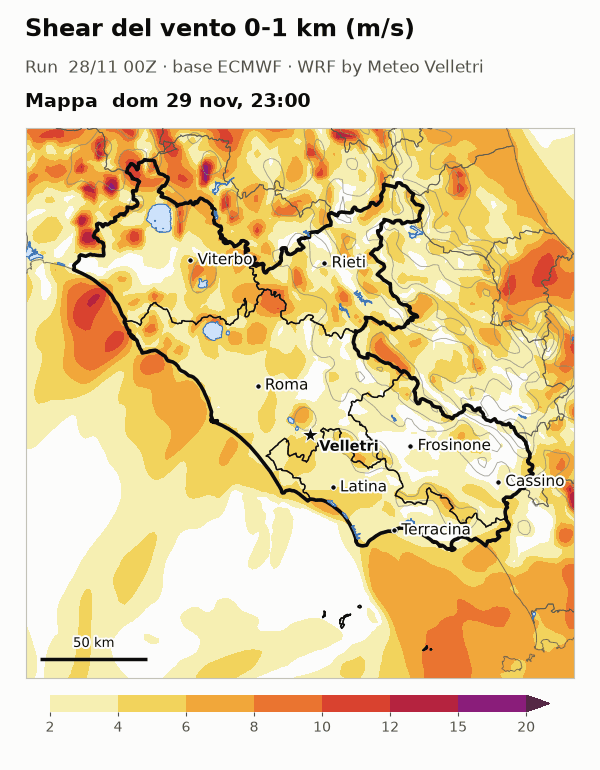 Shear del vento 0-1 km (m/s)
Run  28/11 00Z · base ECMWF · WRF by Meteo Velletri
Mappa  dom 29 nov, 23:00
Viterbo
Rieti
Roma
Velletri
Frosinone
Latina
Cassino
Terracina
50 km
2 4 6 8 10 12 15 20